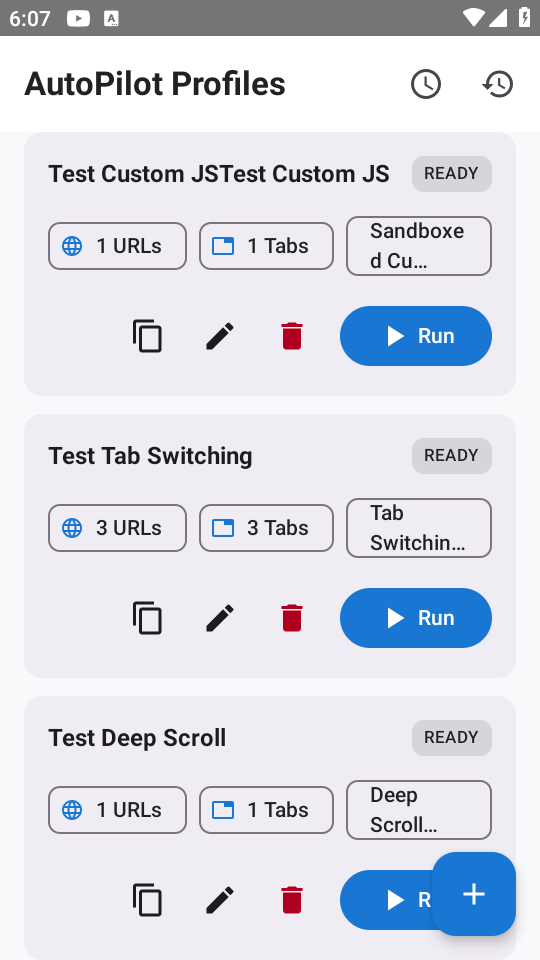 6:07
AutoPilot Profiles
Test Custom JSTest Custom JS
READY
1 URLs
1 Tabs
Sandboxe
d Cu…
Run
Test Tab Switching
READY
3 URLs
3 Tabs
Tab
Switchin…
Run
Test Deep Scroll
READY
1 URLs
1 Tabs
Deep
Scroll…
R